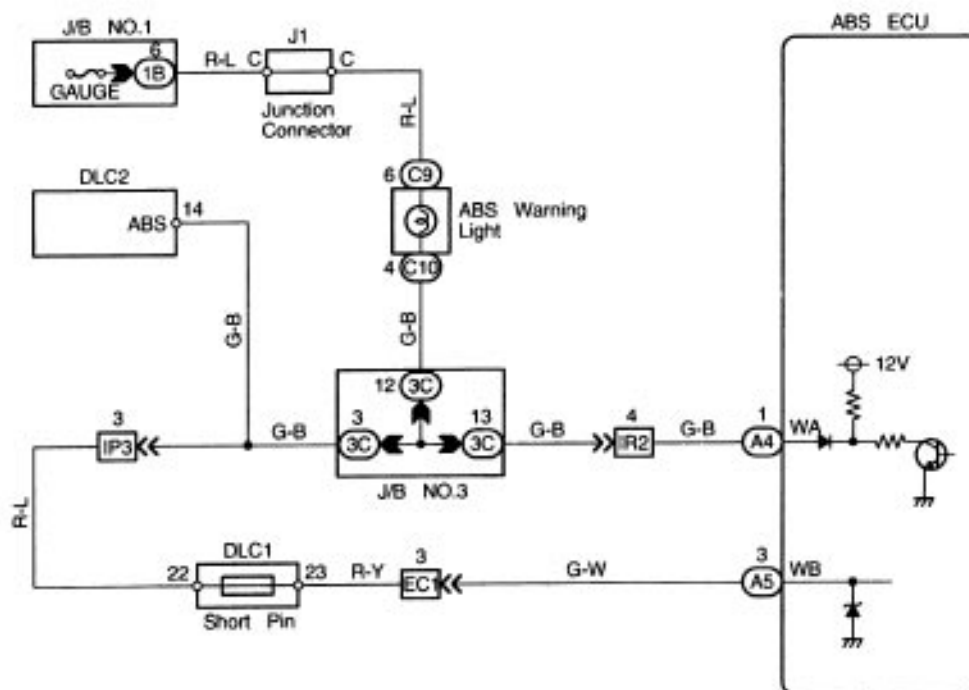 ABS ECU
J/B NO.1
6
1B
GAUGE
R-L
C
J1
C
Junction
Connector
R-L
DLC2
ABS
14
6
C9
ABS Warning
Light
4
C10
G-B
G-B
12
3C
3
3C
13
3C
J/B NO.3
3
IP3
G-B
G-B
4
IR2
G-B
1
A4
WA
12V
R-L
DLC1
22
23
Short Pin
R-Y
3
EC1
G-W
3
A5
WB